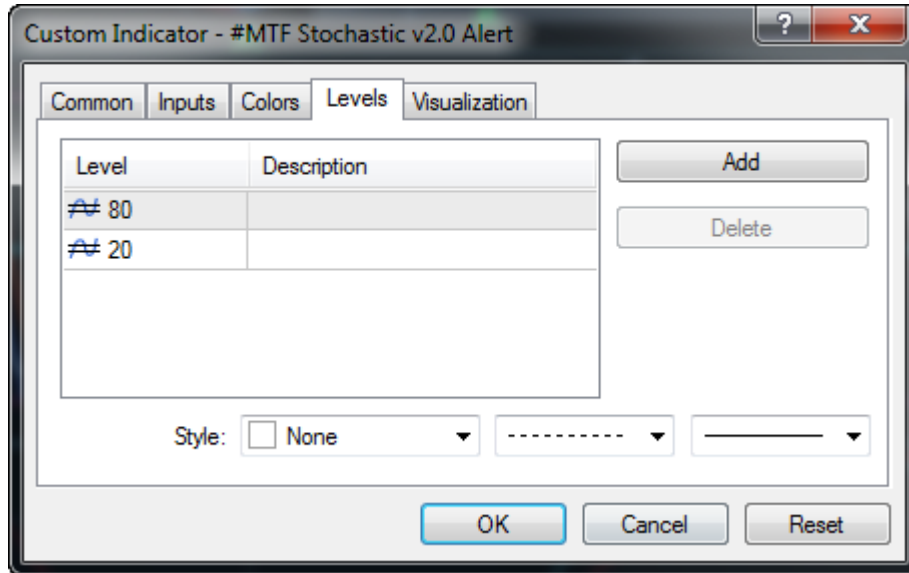 Custom Indicator - #MTF Stochastic v2.0 Alert
?
X
Common Inputs Colors Levels Visualization
Level Description
80
20
Add
Delete
Style: None
OK Cancel Reset